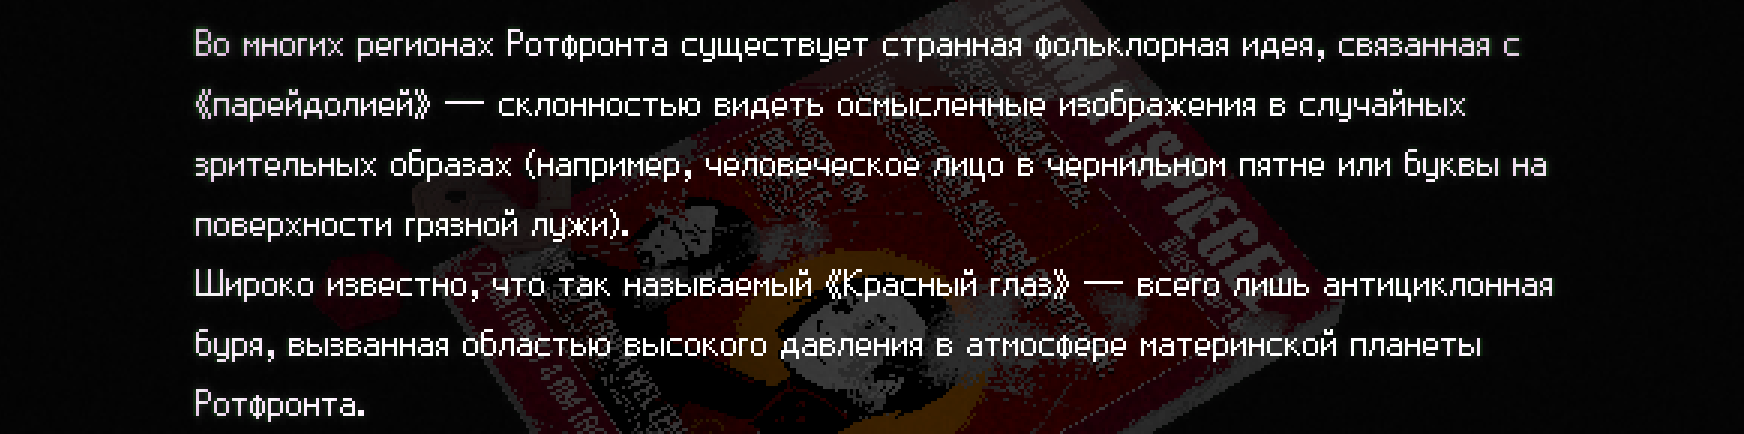 Во многих регионах Ротфронта существует странная фольклорная идея, связанная с
《парейдолией》 — склонностью видеть осмысленные изображения в случайных
зрительных образах (например, человеческое лицо в чернильном пятне или буквы на
поверхности грязной лужи).
Широко известно, что так называемый 《Красный глаз》 — всего лишь антициклонная
буря, вызванная областью высокого давления в атмосфере материнской планеты
Ротфронта.